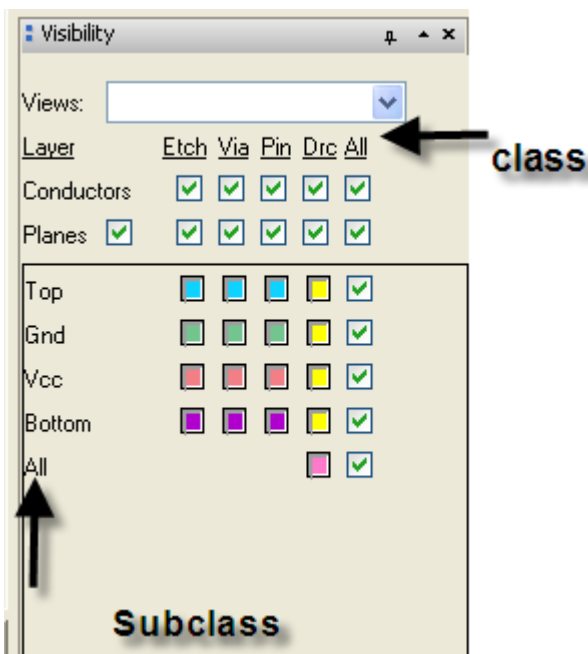 Visibility
Views:
class
Layer Etch Via Pin Drc All
Conductors
Planes
Top
Gnd
Vcc
Bottom
All
Subclass